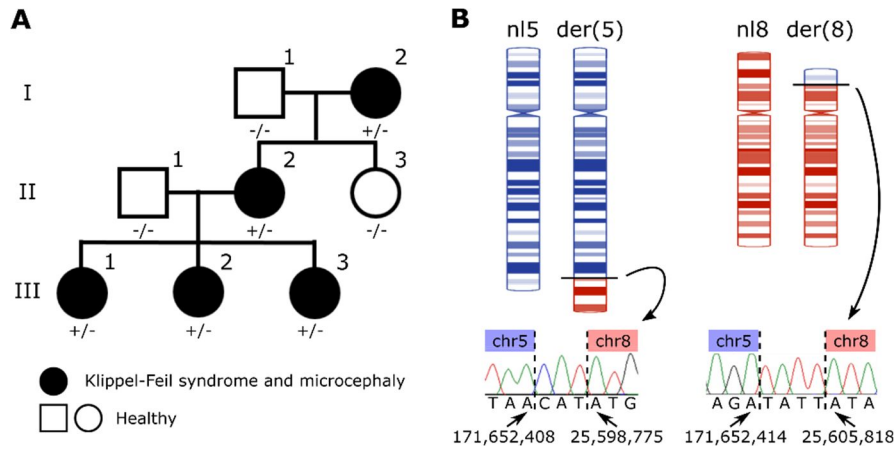 A
I
1
2
-/-
+/-
II
1
2
3
-/-
+/-
-/-
III
1
2
3
+/-
+/-
+/-
Klippel-Feil syndrome and microcephaly
Healthy
B
nl5 der(5) nl8 der(8)
chr5 chr8
TAACATATG
171,652,408 25,598,775
chr5 chr8
AGATATTATA
171,652,414 25,605,818